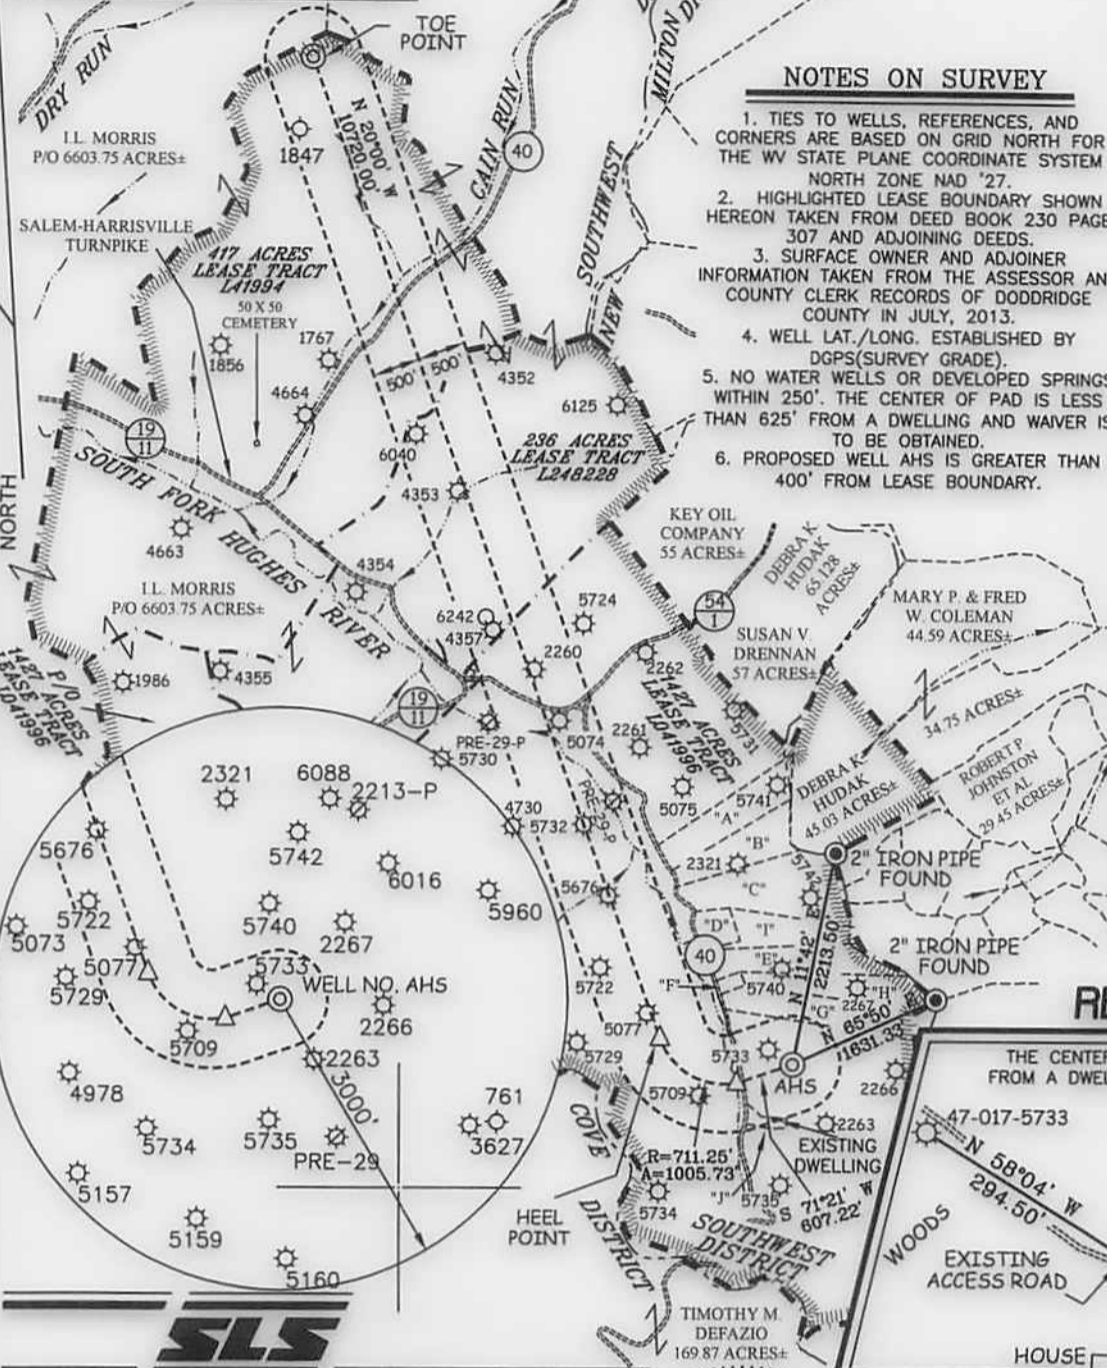 TOE
POINT
DRY RUN
I.L. MORRIS
P/O 6603.75 ACRES±
1847
N 20°00' W
10720.00'
CAIN RUN
40
MILTON
SOUTHWEST
NEW
SALEM-HARRISVILLE
TURNPIKE
417 ACRES
LEASE TRACT
L41994
50 X 50
CEMETERY
1856
1767
4664
500'
500'
4352
6125
6040
236 ACRES
LEASE TRACT
L248228
4353
19
11
SOUTH FORK HUGHES RIVER
NORTH
4663
4354
I.L. MORRIS
P/O 6603.75 ACRES±
1986
4355
P/O
1427 ACRES
LEASE TRACT
LD41996
6242
4357
5724
2260
2262
19
11
PRE-29-P
5730
5074
2261
1427 ACRES
LEASE TRACT
LD41996
5731
NOTES ON SURVEY
1. TIES TO WELLS, REFERENCES, AND
CORNERS ARE BASED ON GRID NORTH FOR
THE WV STATE PLANE COORDINATE SYSTEM
NORTH ZONE NAD '27.
2. HIGHLIGHTED LEASE BOUNDARY SHOWN
HEREON TAKEN FROM DEED BOOK 230 PAGE
307 AND ADJOINING DEEDS.
3. SURFACE OWNER AND ADJOINER
INFORMATION TAKEN FROM THE ASSESSOR AN
COUNTY CLERK RECORDS OF DODDRIDGE
COUNTY IN JULY, 2013.
4. WELL LAT./LONG. ESTABLISHED BY
DGPS(SURVEY GRADE).
5. NO WATER WELLS OR DEVELOPED SPRINGS
WITHIN 250'. THE CENTER OF PAD IS LESS
THAN 625' FROM A DWELLING AND WAIVER IS
TO BE OBTAINED.
6. PROPOSED WELL AHS IS GREATER THAN
400' FROM LEASE BOUNDARY.
KEY OIL
COMPANY
55 ACRES±
DEBRA K
HUDAK
65.128
ACRES±
54
1
SUSAN V.
DRENNAN
57 ACRES±
MARY P. & FRED
W. COLEMAN
44.59 ACRES±
34.75 ACRES±
ROBERT P.
JOHNSTON
ET AL
29.45 ACRES±
DEBRA K
HUDAK
45.03 ACRES±
5075
5741
"A"
"B"
2321
"C"
5742
2" IRON PIPE
FOUND
"D"
"I"
"E"
40
5740
"F"
"G"
2267
"H"
2" IRON PIPE
FOUND
N 11°42' E
2213.50'
N 65°50' E
1631.33'
PRE-29-P
4730
5732
5676
5722
5077
5729
5733
AHS
2266
5709
2263
EXISTING
DWELLING
R=711.25'
A=1005.73'
"J"
5735
S 71°21' W
607.22'
5734
COVE
DISTRICT
SOUTHWEST
DISTRICT
HEEL
POINT
TIMOTHY M.
DEFAZIO
169.87 ACRES±
2321
6088
2213-P
5676
5742
6016
5722
5740
5960
5073
5077
2267
5729
5733
WELL NO. AHS
2266
5709
2263
3000'
4978
761
5734
5735
3627
PRE-29
5157
5159
5160
SLS
THE CENTER
FROM A DWEL
47-017-5733
N 58°04' W
294.50'
WOODS
EXISTING
ACCESS ROAD
HOUSE